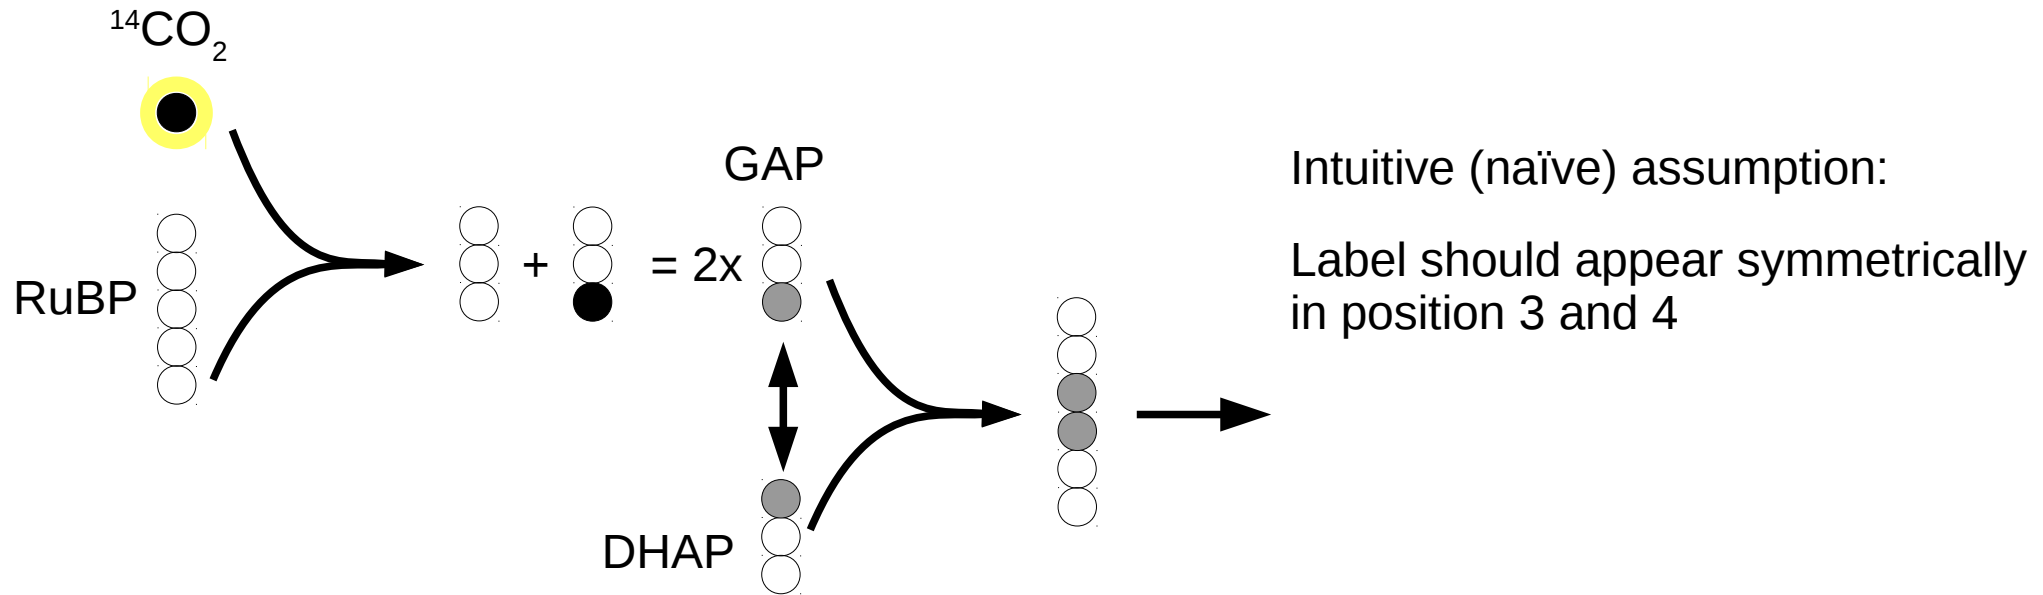 ¹⁴CO₂
RuBP
+
= 2x
GAP
DHAP
Intuitive (naïve) assumption:
Label should appear symmetrically
in position 3 and 4